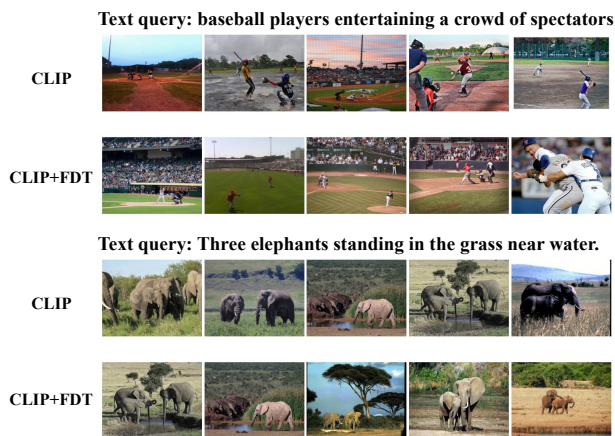 Text query: baseball players entertaining a crowd of spectators
CLIP
CLIP+FDT
Text query: Three elephants standing in the grass near water.
CLIP
CLIP+FDT